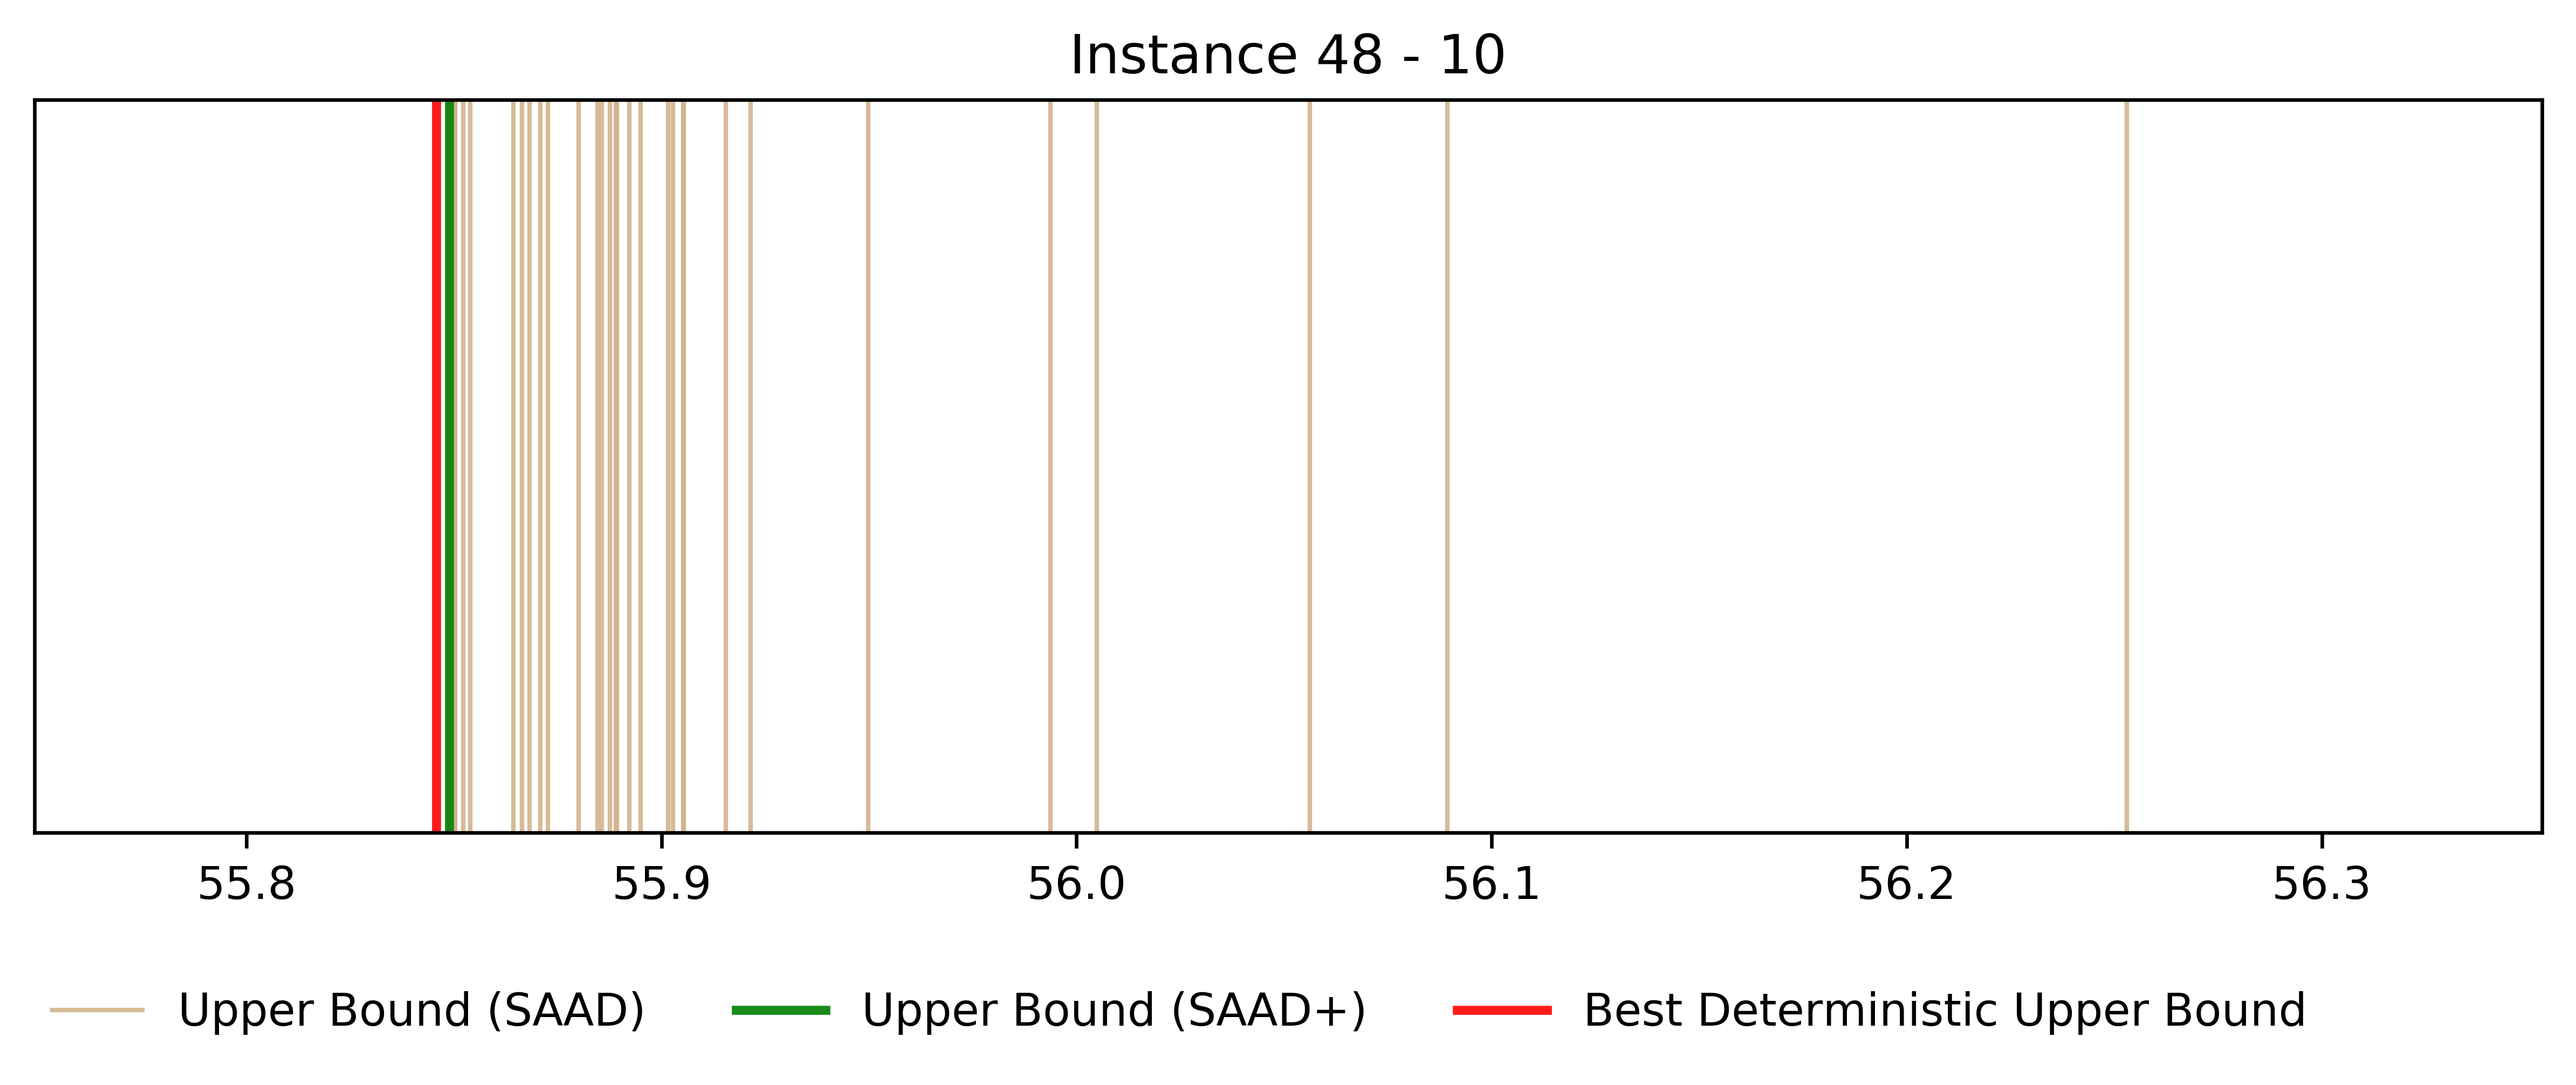 Instance 48 - 10
55.8 55.9 56.0 56.1 56.2 56.3
Upper Bound (SAAD) Upper Bound (SAAD+) Best Deterministic Upper Bound